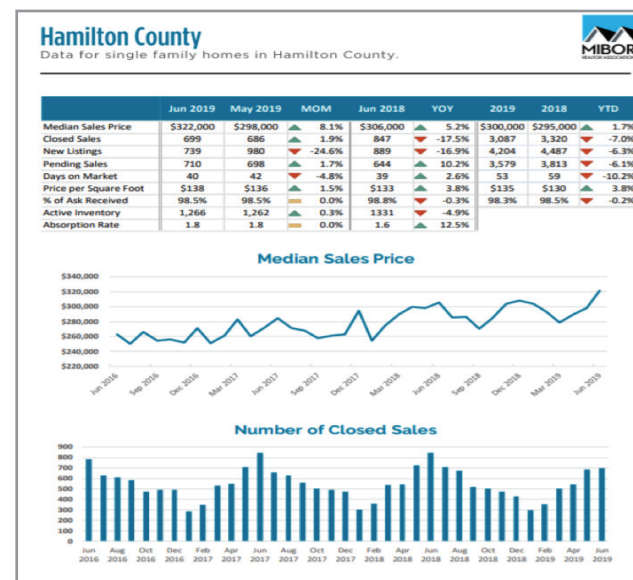 Hamilton County
Data for single family homes in Hamilton County.
MIBOR
REALTOR ASSOCIATION
Jun 2019 May 2019 MOM Jun 2018 YOY 2019 2018 YTD
Median Sales Price $322,000 $298,000 8.1% $306,000 5.2% $300,000 $295,000 1.7%
Closed Sales 699 686 1.9% 847 -17.5% 3,087 3,320 -7.0%
New Listings 739 980 -24.6% 889 -16.9% 4,204 4,487 -6.3%
Pending Sales 710 698 1.7% 644 10.2% 3,579 3,813 -6.1%
Days on Market 40 42 -4.8% 39 2.6% 53 59 -10.2%
Price per Square Foot $138 $136 1.5% $133 3.8% $135 $130 3.8%
% of Ask Received 98.5% 98.5% 0.0% 98.8% -0.3% 98.3% 98.5% -0.2%
Active Inventory 1,266 1,262 0.3% 1331 -4.9%
Absorption Rate 1.8 1.8 0.0% 1.6 12.5%
Median Sales Price
$340,000
$320,000
$300,000
$280,000
$260,000
$240,000
$220,000
Jun 2016 Sep 2016 Dec 2016 Mar 2017 Jun 2017 Sep 2017 Dec 2017 Mar 2018 Jun 2018 Sep 2018 Dec 2018 Mar 2019 Jun 2019
Number of Closed Sales
900
800
700
600
500
400
300
200
100
0
Jun Aug Oct Dec Feb Apr Jun Aug Oct Dec Feb Apr Jun Aug Oct Dec Feb Apr Jun
2016 2016 2016 2016 2017 2017 2017 2017 2017 2017 2018 2018 2018 2018 2018 2018 2019 2019 2019